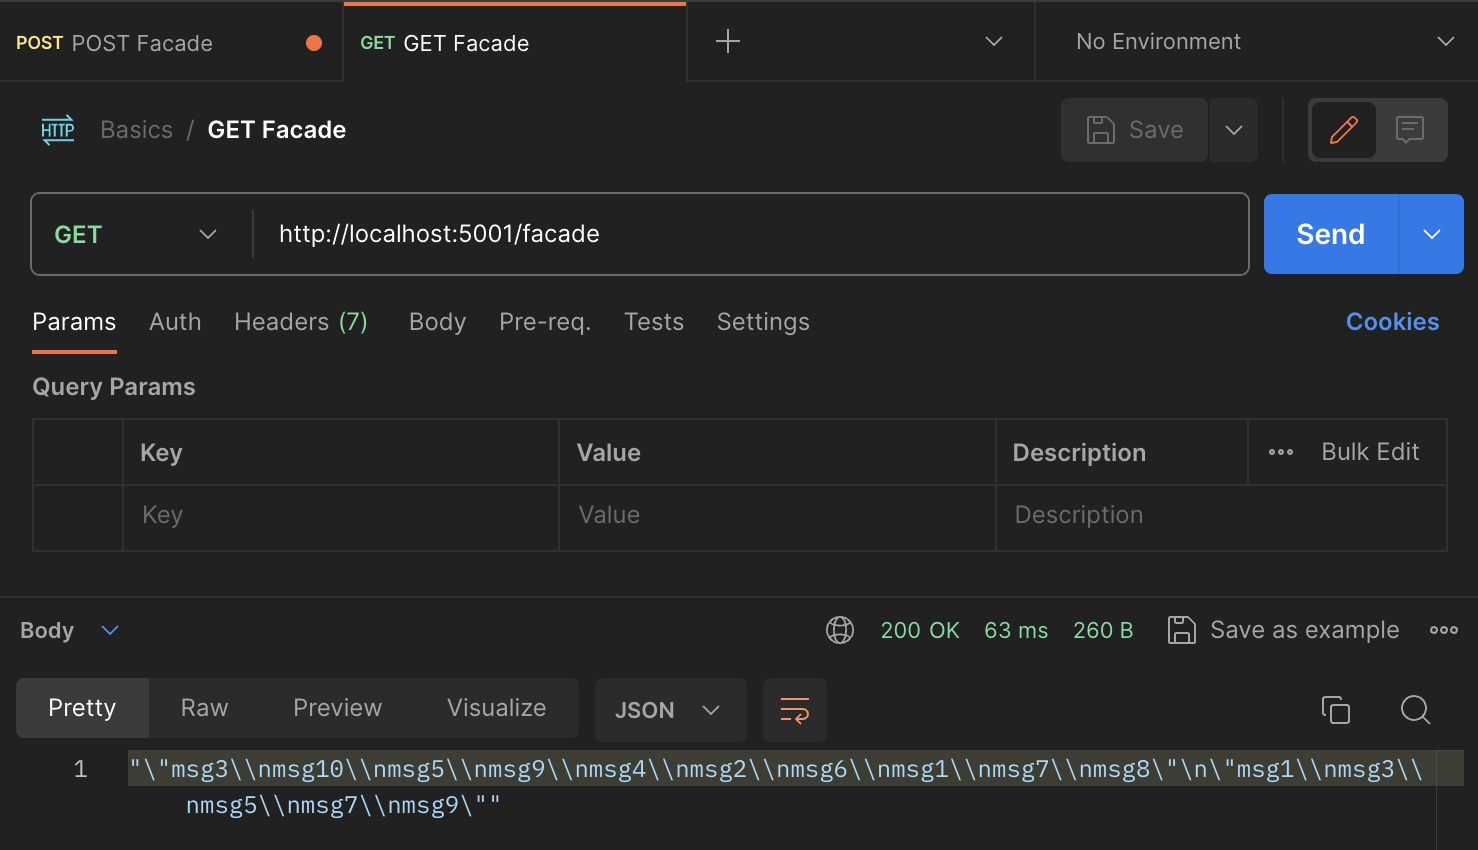 POST POST Facade
GET GET Facade
No Environment
HTTP Basics / GET Facade
Save
GET http://localhost:5001/facade
Send
Params Auth Headers (7) Body Pre-req. Tests Settings Cookies
Query Params
Key Value Description Bulk Edit
Key Value Description
Body 200 OK 63 ms 260 B Save as example
Pretty Raw Preview Visualize JSON
1 "\"msg3\\nmsg10\\nmsg5\\nmsg9\\nmsg4\\nmsg2\\nmsg6\\nmsg1\\nmsg7\\nmsg8\"\n\"msg1\\nmsg3\\
nmsg5\\nmsg7\\nmsg9\""